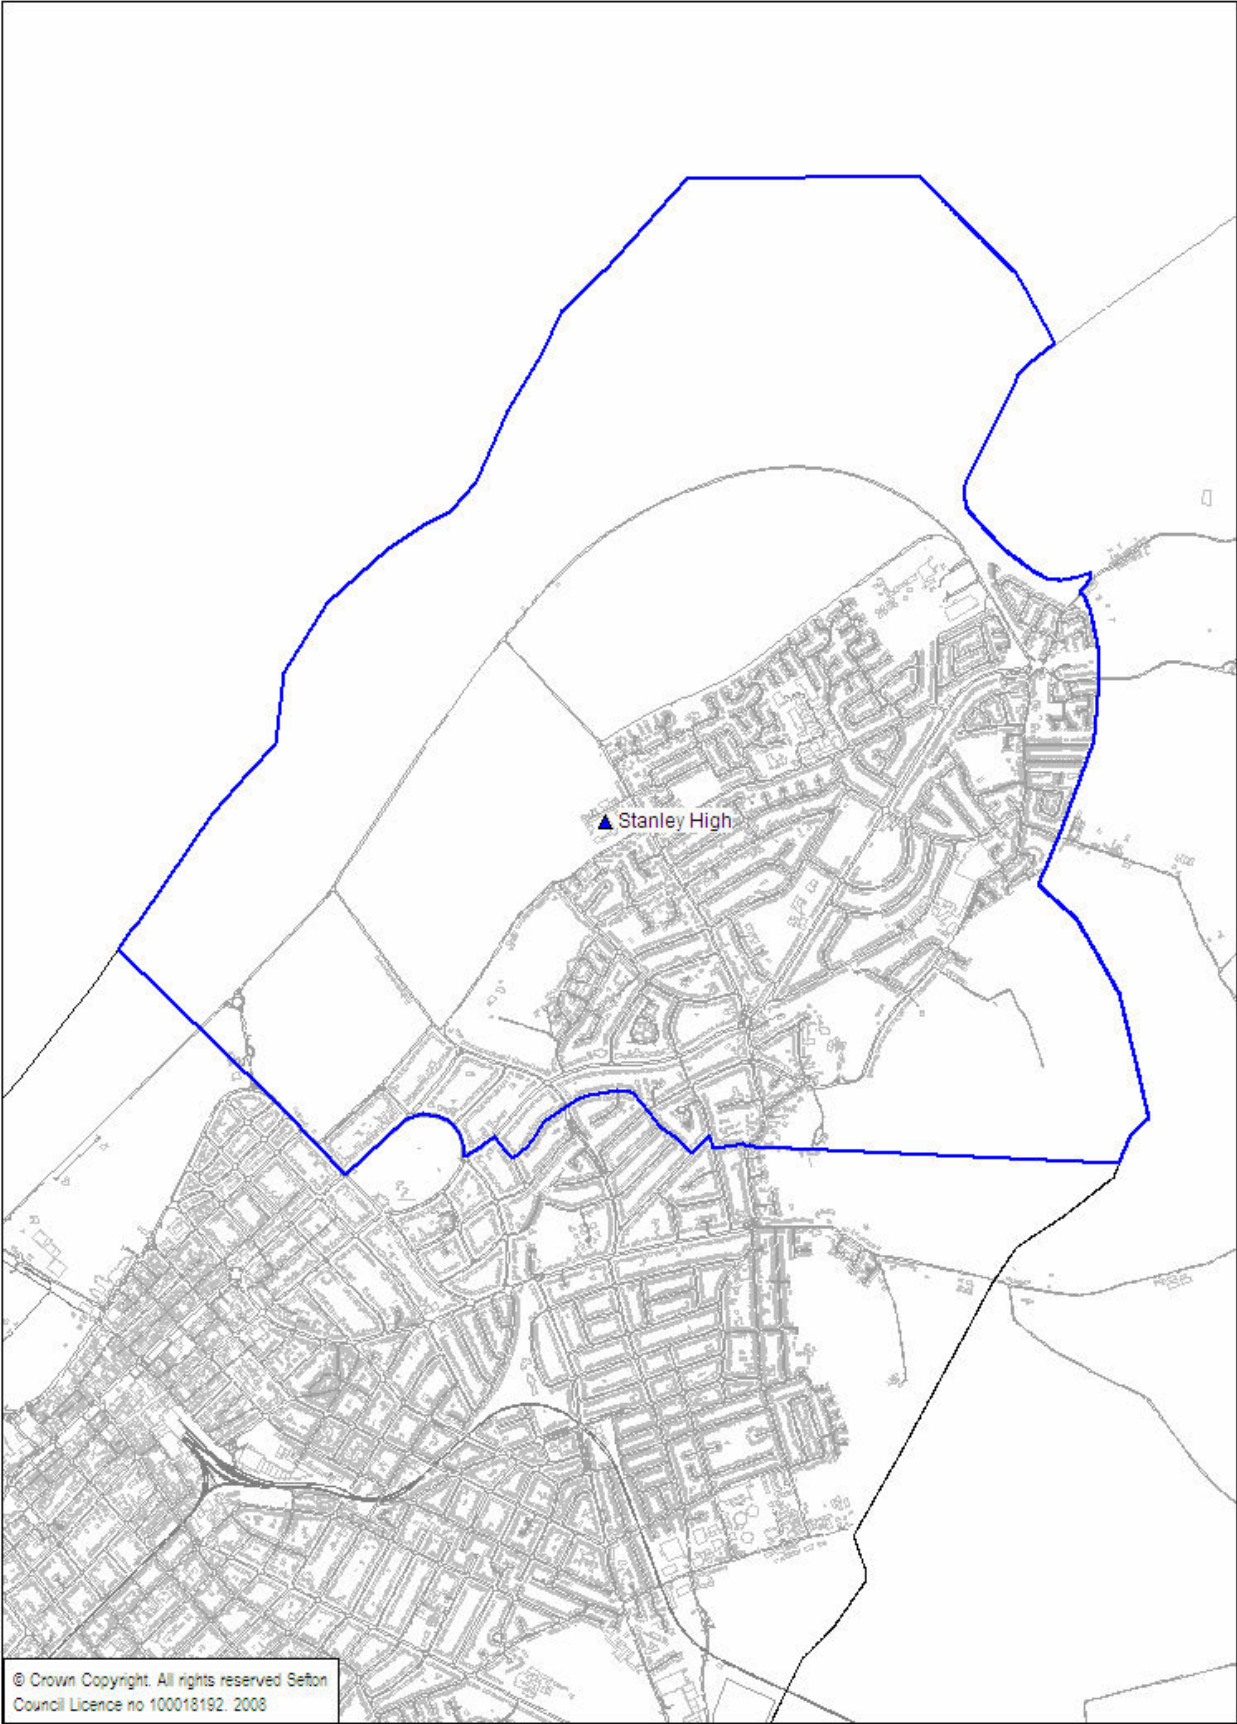 Stanley High
© Crown Copyright. All rights reserved Sefton
Council Licence no 100018192. 2008